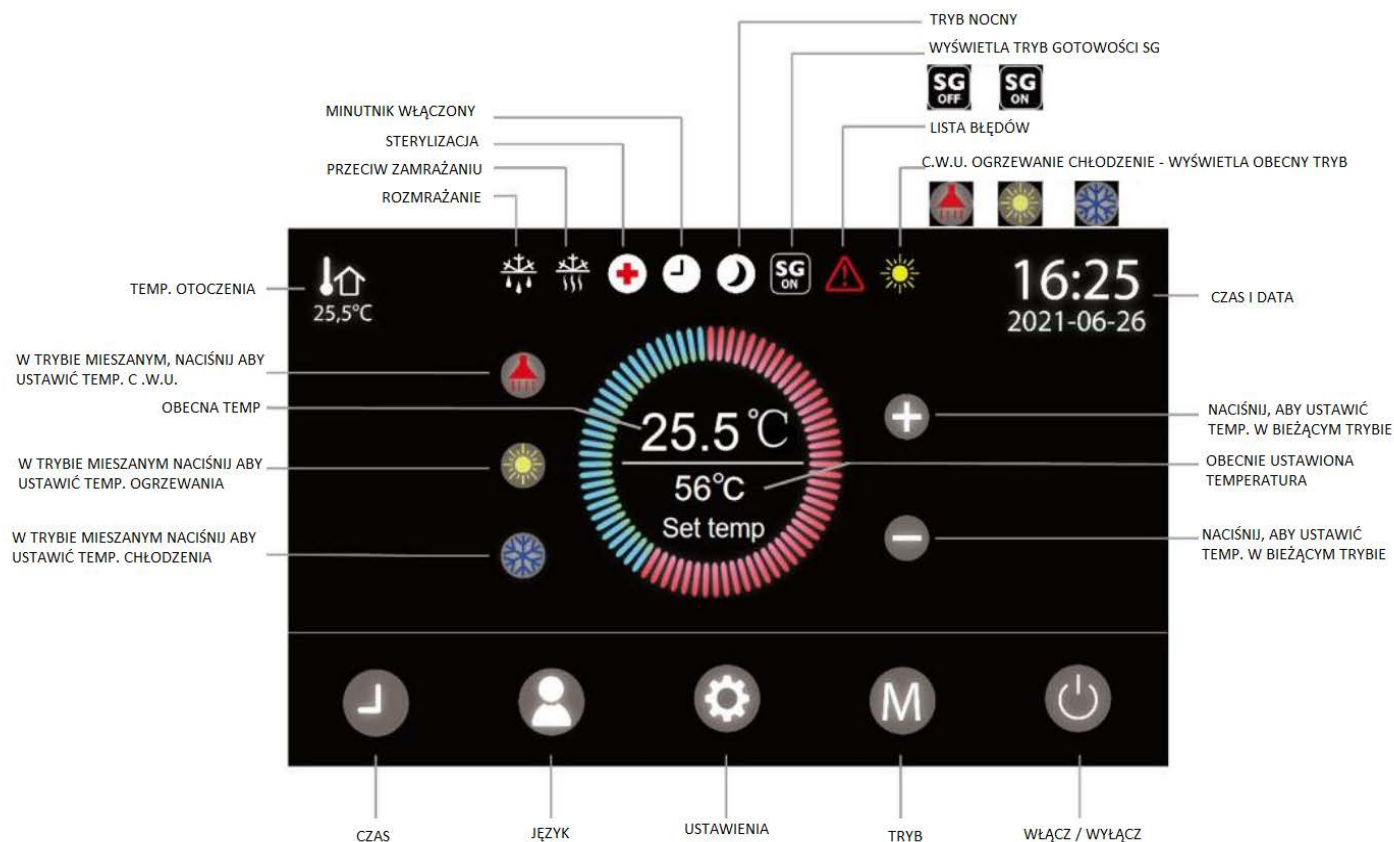 TRYB NOCNY
WYŚWIETLA TRYB GOTOWOŚCI SG
SG OFF
SG ON
MINUTNIK WŁĄCZONY
LISTA BŁĘDÓW
STERYLIZACJA
C.W.U. OGRZEWANIE CHŁODZENIE - WYŚWIETLA OBECNY TRYB
PRZECIW ZAMRAŻANIU
ROZMRAŻANIE
SG ON
16:25
2021-06-26
25,5°C
TEMP. OTOCZENIA
CZAS I DATA
W TRYBIE MIESZANYM, NACIŚNIJ ABY
USTAWIĆ TEMP. C .W.U.
OBECNA TEMP
25.5 °C
NACIŚNIJ, ABY USTAWIĆ
TEMP. W BIEŻĄCYM TRYBIE
W TRYBIE MIESZANYM NACIŚNIJ ABY
USTAWIĆ TEMP. OGRZEWANIA
56°C
Set temp
OBECNIE USTAWIONA
TEMPERATURA
W TRYBIE MIESZANYM NACIŚNIJ ABY
USTAWIĆ TEMP. CHŁODZENIA
NACIŚNIJ, ABY USTAWIĆ
TEMP. W BIEŻĄCYM TRYBIE
M
CZAS
JĘZYK
USTAWIENIA
TRYB
WŁĄCZ / WYŁĄCZ